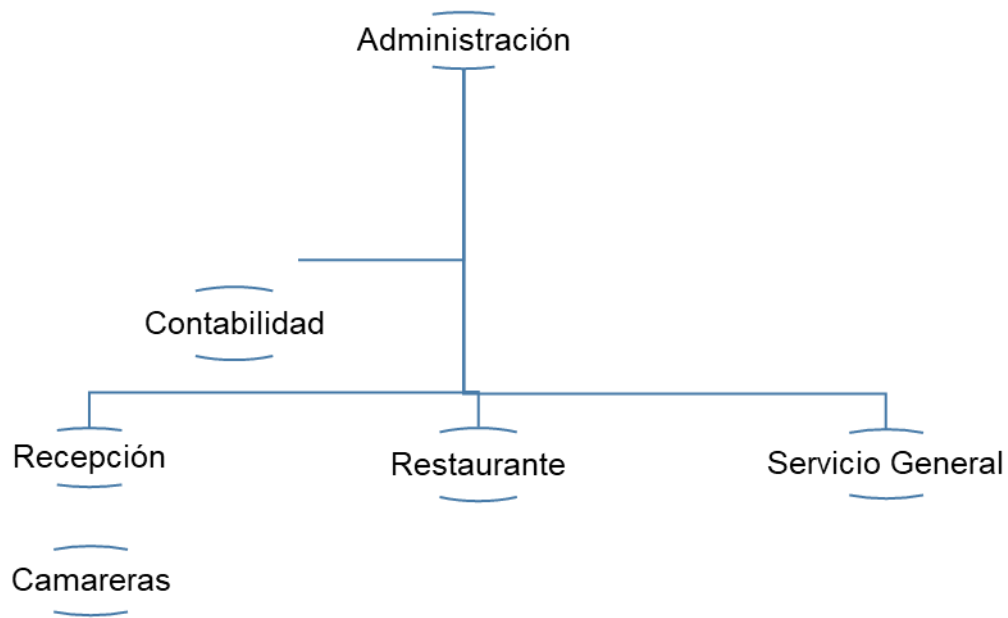 Administración
Contabilidad
Recepción
Restaurante
Servicio General
Camareras